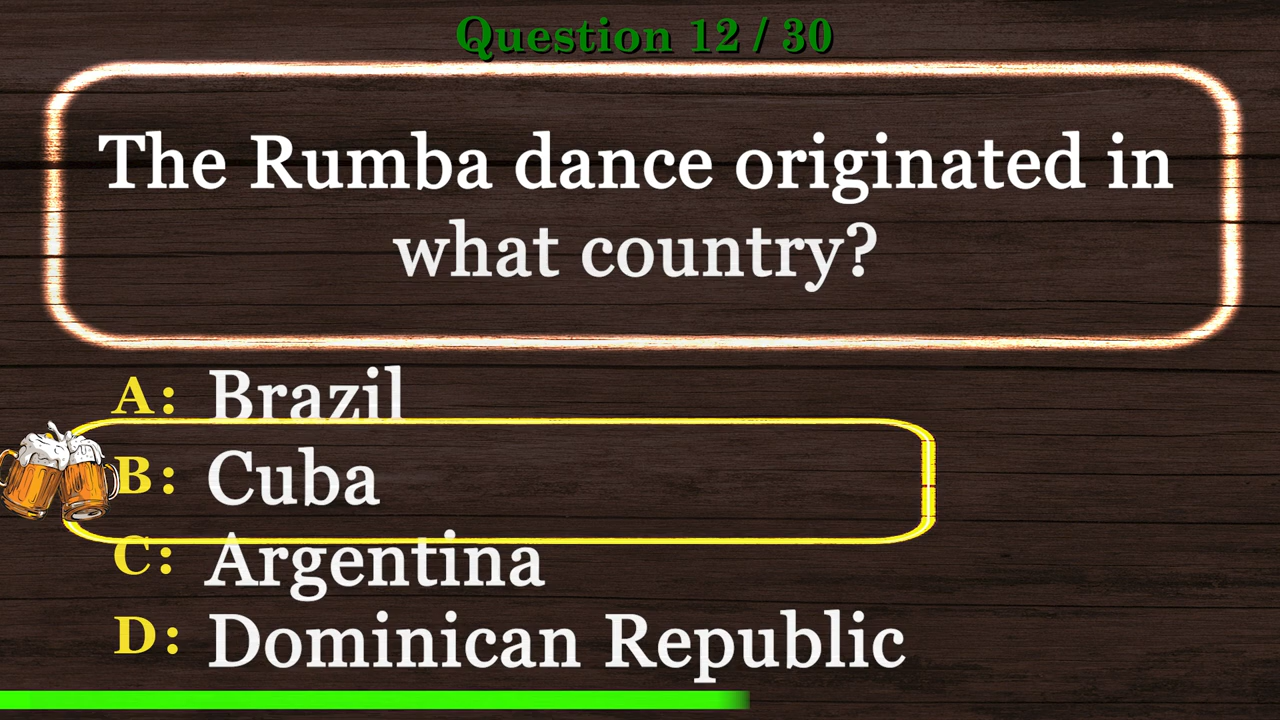 Question 12 / 30
The Rumba dance originated in
what country?
A: Brazil
B: Cuba
C: Argentina
D: Dominican Republic